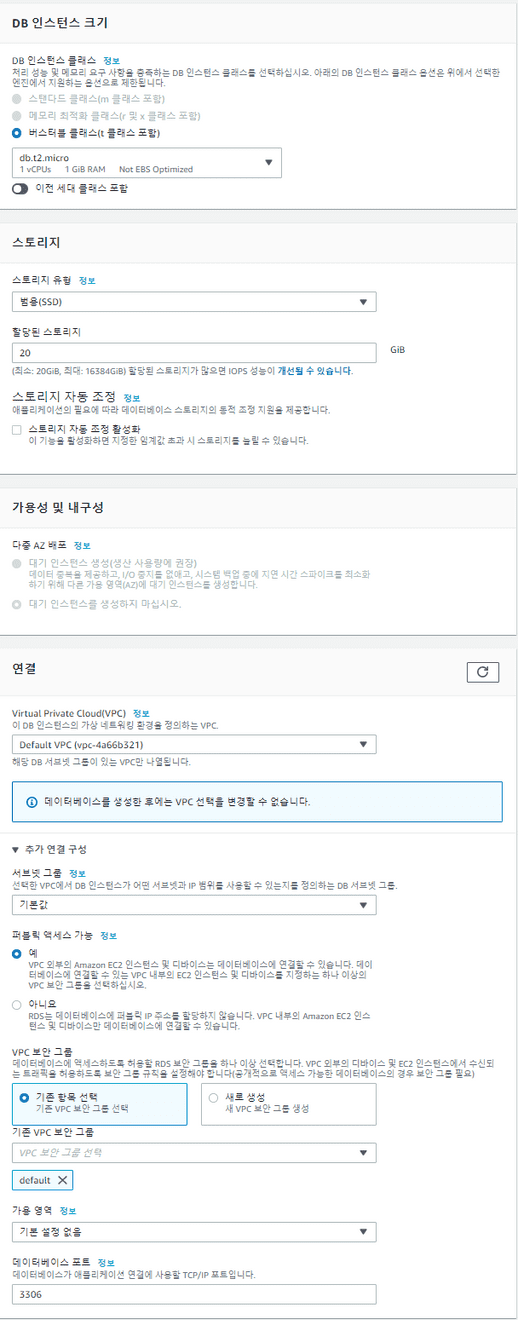 DB 인스턴스 크기
DB 인스턴스 클래스 정보
처리 성능 및 메모리 요구 사항을 충족하는 DB 인스턴스 클래스를 선택하십시오. 아래의 DB 인스턴스 클래스 옵션은 위에서 선택한
엔진에서 지원하는 옵션으로 제한됩니다.
스탠다드 클래스(m 클래스 포함)
메모리 최적화 클래스(r 및 x 클래스 포함)
버스터블 클래스(t 클래스 포함)
db.t2.micro
1 vCPUs 1 GiB RAM Not EBS Optimized
이전 세대 클래스 포함
스토리지
스토리지 유형 정보
범용(SSD)
할당된 스토리지
20 GiB
(최소: 20GiB, 최대: 16384GiB) 할당된 스토리지가 많으면 IOPS 성능이 개선될 수 있습니다.
스토리지 자동 조정 정보
애플리케이션의 필요에 따라 데이터베이스 스토리지의 동적 조정 지원을 제공합니다.
스토리지 자동 조정 활성화
이 기능을 활성화하면 지정한 임계값 초과 시 스토리지를 늘릴 수 있습니다.
가용성 및 내구성
다중 AZ 배포 정보
대기 인스턴스 생성(생산 사용량에 권장)
데이터 중복을 제공하고, I/O 중지를 없애고, 시스템 백업 중에 지연 시간 스파이크를 최소화
하기 위해 다른 가용 영역(AZ)에 대기 인스턴스를 생성합니다.
대기 인스턴스를 생성하지 마십시오.
연결
Virtual Private Cloud(VPC) 정보
이 DB 인스턴스의 가상 네트워킹 환경을 정의하는 VPC.
Default VPC (vpc-4a66b321)
해당 DB 서브넷 그룹이 있는 VPC만 나열됩니다.
데이터베이스를 생성한 후에는 VPC 선택을 변경할 수 없습니다.
추가 연결 구성
서브넷 그룹 정보
선택한 VPC에서 DB 인스턴스가 어떤 서브넷과 IP 범위를 사용할 수 있는지를 정의하는 DB 서브넷 그룹.
기본값
퍼블릭 액세스 가능 정보
예
VPC 외부의 Amazon EC2 인스턴스 및 디바이스는 데이터베이스에 연결할 수 있습니다. 데이
터베이스에 연결할 수 있는 VPC 내부의 EC2 인스턴스 및 디바이스를 지정하는 하나 이상의
VPC 보안 그룹을 선택하십시오.
아니요
RDS는 데이터베이스에 퍼블릭 IP 주소를 할당하지 않습니다. VPC 내부의 Amazon EC2 인스
턴스 및 디바이스만 데이터베이스에 연결할 수 있습니다.
VPC 보안 그룹
데이터베이스에 액세스하도록 허용할 RDS 보안 그룹을 하나 이상 선택합니다. VPC 외부의 디바이스 및 EC2 인스턴스에서 수신되
는 트래픽을 허용하도록 보안 그룹 규칙을 설정해야 합니다(공개적으로 액세스 가능한 데이터베이스의 경우 보안 그룹 필요)
기존 항목 선택
기존 VPC 보안 그룹 선택
새로 생성
새 VPC 보안 그룹 생성
기존 VPC 보안 그룹
VPC 보안 그룹 선택
default
가용 영역 정보
기본 설정 없음
데이터베이스 포트 정보
데이터베이스가 애플리케이션 연결에 사용할 TCP/IP 포트입니다.
3306